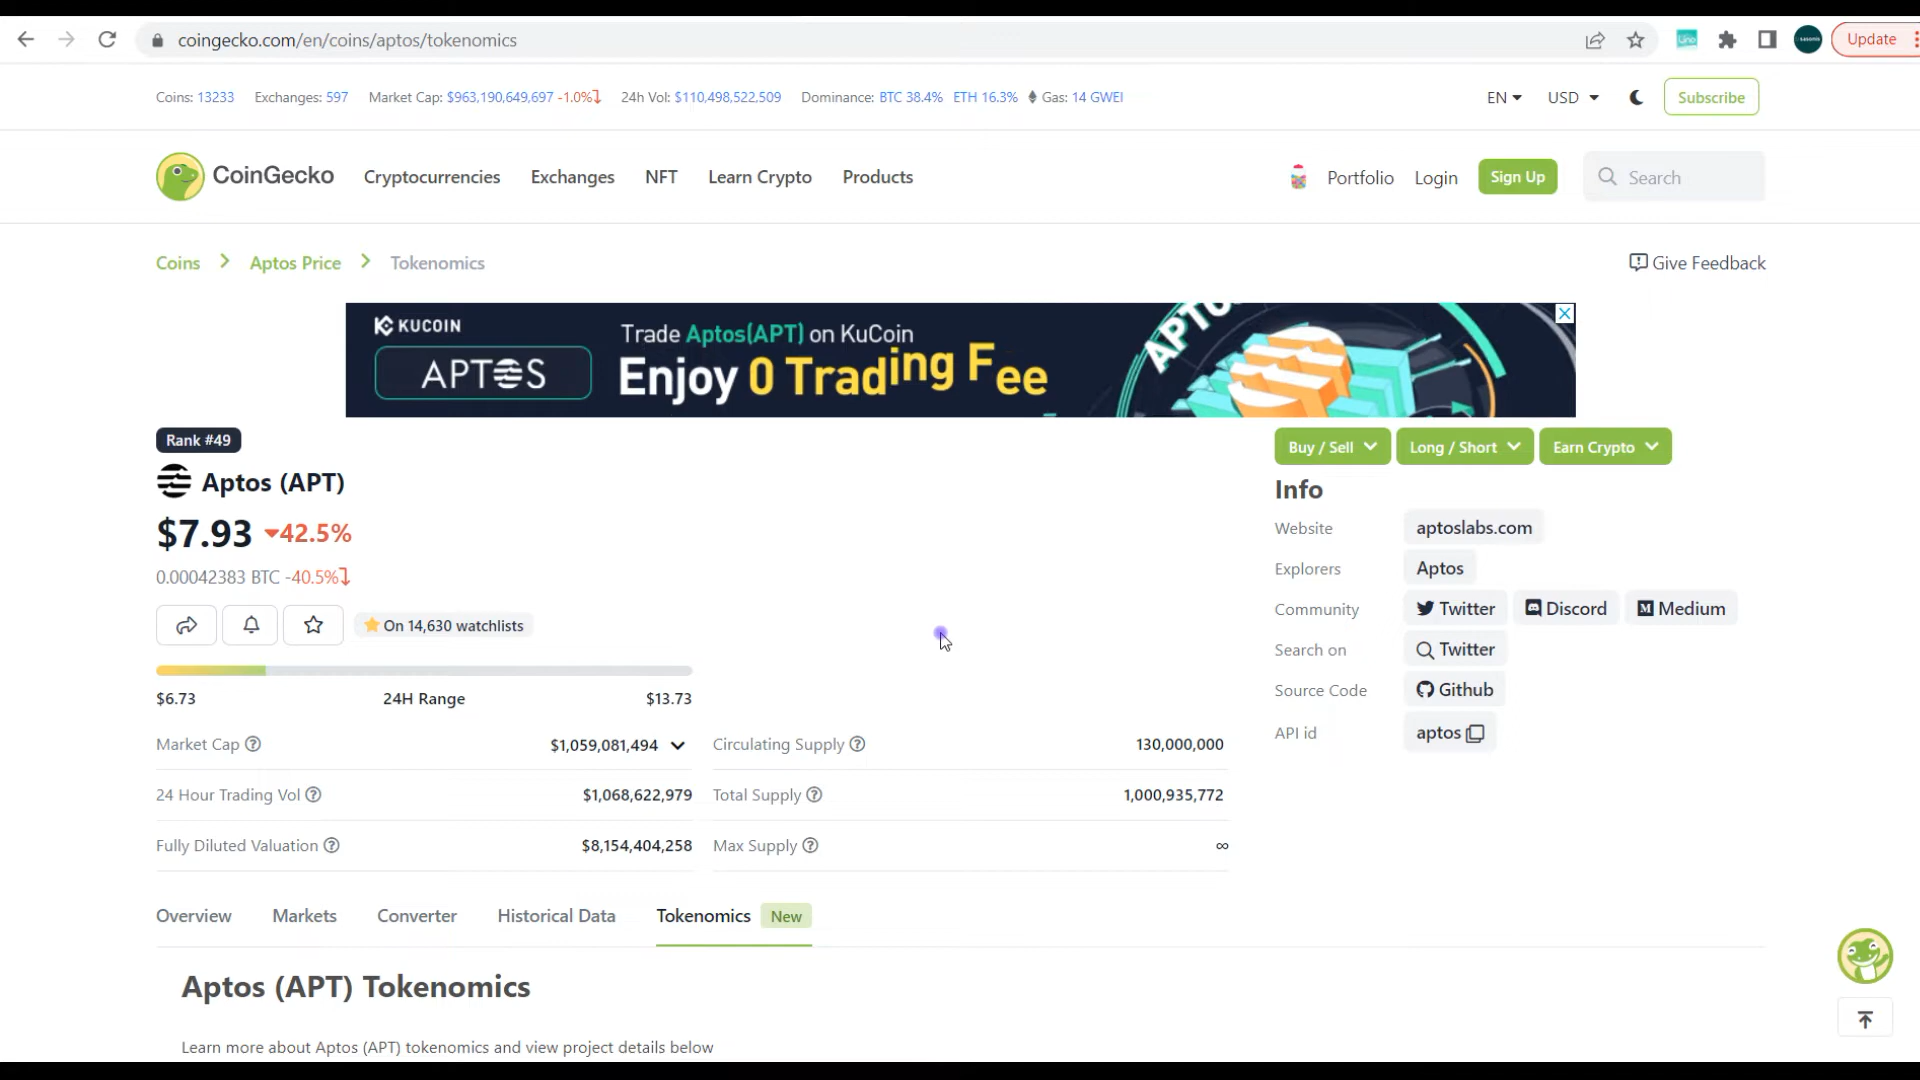 coingecko.com/en/coins/aptos/tokenomics
Update
Coins: 13233 Exchanges: 597 Market Cap: $963,190,649,697 -1.0% 24h Vol: $110,498,522,509 Dominance: BTC 38.4% ETH 16.3% Gas: 14 GWEI
EN USD Subscribe
CoinGecko Cryptocurrencies Exchanges NFT Learn Crypto Products
Portfolio Login Sign Up Search
Coins Aptos Price Tokenomics
Give Feedback
KUCOIN
APTOS
Trade Aptos(APT) on KuCoin
Enjoy 0 Trading Fee
APTOS
Rank #49
Aptos (APT)
$7.93 42.5%
0.00042383 BTC -40.5%
On 14,630 watchlists
$6.73 24H Range $13.73
Market Cap $1,059,081,494
Circulating Supply 130,000,000
24 Hour Trading Vol $1,068,622,979
Total Supply 1,000,935,772
Fully Diluted Valuation $8,154,404,258
Max Supply ∞
Buy / Sell Long / Short Earn Crypto
Info
Website aptoslabs.com
Explorers Aptos
Community Twitter Discord Medium
Search on Twitter
Source Code Github
API id aptos
Overview Markets Converter Historical Data Tokenomics New
Aptos (APT) Tokenomics
Learn more about Aptos (APT) tokenomics and view project details below